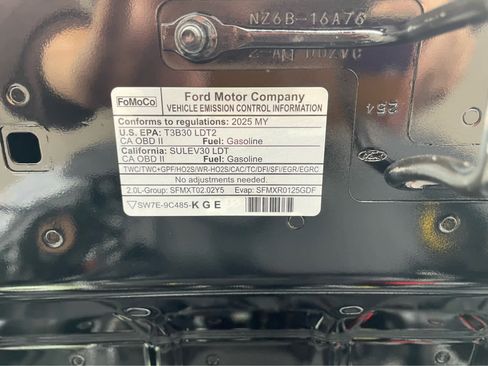 NZ6B-16A76
254
Ford
FoMoCo
Ford Motor Company
VEHICLE EMISSION CONTROL INFORMATION
Conforms to regulations: 2025 MY
U.S. EPA: T3B30 LDT2
CA OBD II Fuel: Gasoline
California: SULEV30 LDT
CA OBD II Fuel: Gasoline
TWC/TWC+GPF/HO2S/WR-HO2S/CAC/TC/DFI/SFI/EGR/EGRC
No adjustments needed.
2.0L-Group: SFMXT02.02Y5 Evap: SFMXR0125GDF
SW7E-9C485-KGE